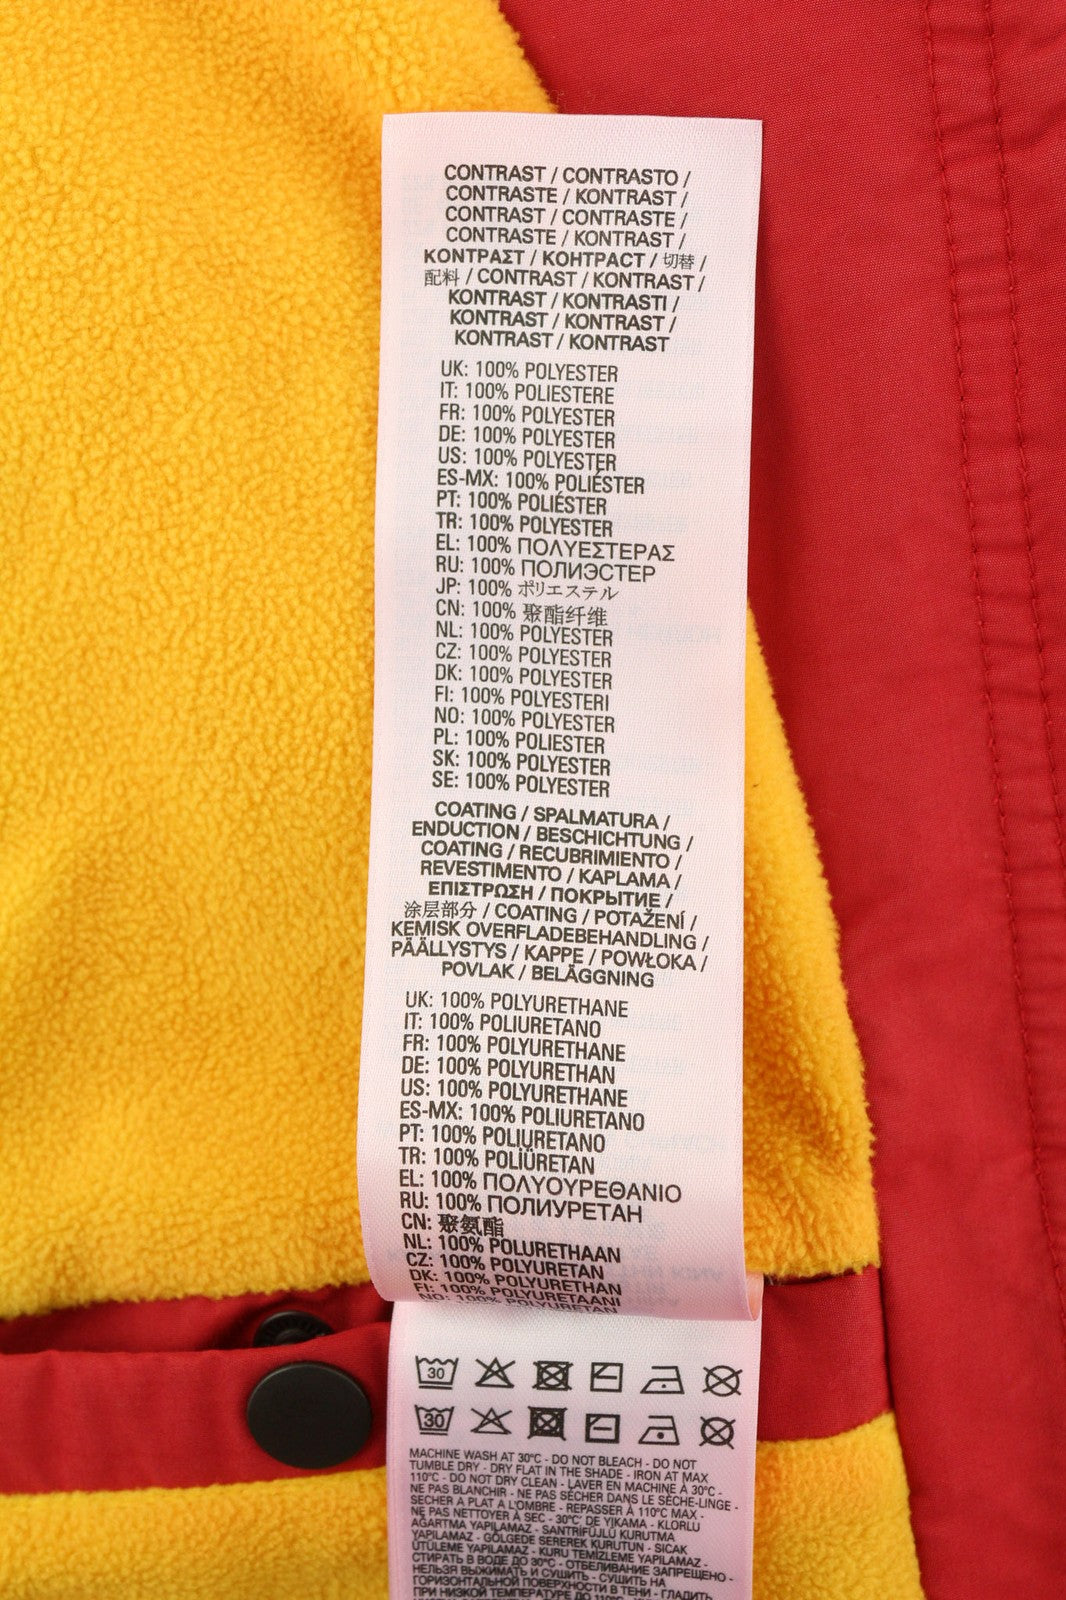 CONTRAST / CONTRASTO /
CONTRASTE / KONTRAST /
CONTRAST / CONTRASTE /
CONTRASTE / KONTRAST /
ΚΟΝΤΡΑΣΤ / КОНТРАСТ / 切替 /
配料 / CONTRAST / KONTRAST /
KONTRAST / KONTRASTI /
KONTRAST / KONTRAST /
KONTRAST / KONTRAST
UK: 100% POLYESTER
IT: 100% POLIESTERE
FR: 100% POLYESTER
DE: 100% POLYESTER
US: 100% POLYESTER
ES-MX: 100% POLIÉSTER
PT: 100% POLIÉSTER
TR: 100% POLYESTER
EL: 100% ΠΟΛΥΕΣΤΕΡΑΣ
RU: 100% ПОЛИЭСТЕР
JP: 100% ポリエステル
CN: 100% 聚酯纤维
NL: 100% POLYESTER
CZ: 100% POLYESTER
DK: 100% POLYESTER
FI: 100% POLYESTERI
NO: 100% POLYESTER
PL: 100% POLIESTER
SK: 100% POLYESTER
SE: 100% POLYESTER
COATING / SPALMATURA /
ENDUCTION / BESCHICHTUNG /
COATING / RECUBRIMIENTO /
REVESTIMENTO / KAPLAMA /
ΕΠΙΣΤΡΩΣΗ / ПОКРЫТИЕ /
涂层部分 / COATING / POTAŽENÍ /
KEMISK OVERFLADEBEHANDLING /
PÄÄLLYSTYS / KAPPE / POWŁOKA /
POVLAK / BELÄGGNING
UK: 100% POLYURETHANE
IT: 100% POLIURETANO
FR: 100% POLYURETHANE
DE: 100% POLYURETHAN
US: 100% POLYURETHANE
ES-MX: 100% POLIURETANO
PT: 100% POLIURETANO
TR: 100% POLİÜRETAN
EL: 100% ΠΟΛΥΟΥΡΕΘΑΝΙΟ
RU: 100% ПОЛИУРЕТАН
CN: 聚氨酯
NL: 100% POLURETHAAN
CZ: 100% POLYURETAN
DK: 100% POLYURETHAN
FI: 100% POLYURETAANI
NO: 100% POLYURETAN
30
30
MACHINE WASH AT 30°C - DO NOT BLEACH - DO NOT
TUMBLE DRY - DRY FLAT IN THE SHADE - IRON AT MAX
110°C - DO NOT DRY CLEAN - LAVER EN MACHINE À 30°C -
NE PAS BLANCHIR - NE PAS SÉCHER DANS LE SÈCHE-LINGE -
SÉCHER A PLAT A L'OMBRE - REPASSER À 110°C MAX -
NE PAS NETTOYER À SEC - 30°C' DE YIKAMA - KLORLU
AĞARTMA YAPILAMAZ - SANTRİFÜJLÜ KURUTMA
YAPILAMAZ - GÖLGEDE SEREREK KURUTUN - SICAK
ÜTÜLEME YAPILAMAZ - KURU TEMİZLEME YAPILAMAZ -
СТИРАТЬ В ВОДЕ ДО 30°C - ОТБЕЛИВАНИЕ ЗАПРЕЩЕНО -
НЕЛЬЗЯ ВЫЖИМАТЬ И СУШИТЬ - СУШИТЬ НА
ГОРИЗОНТАЛЬНОЙ ПОВЕРХНОСТИ В ТЕНИ - ГЛАДИТЬ
ПРИ НИЗКОЙ ТЕМПЕРАТУРЕ ДО 110°C